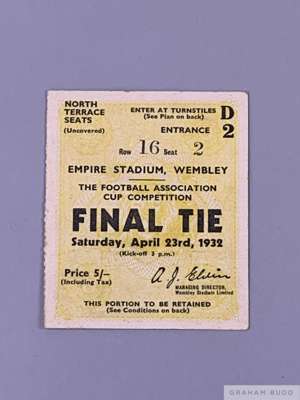 NORTH
TERRACE
SEATS
(Uncovered)
ENTER AT TURNSTILES
(See Plan on back)
D
2
ENTRANCE
Row 16 Seat 2
EMPIRE STADIUM, WEMBLEY
THE FOOTBALL ASSOCIATION
CUP COMPETITION
FINAL TIE
Saturday, April 23rd, 1932
(Kick-off 3 p.m.)
Price 5/-
(Including Tax)
A. J. Elvin
MANAGING DIRECTOR,
Wembley Stadium Limited
THIS PORTION TO BE RETAINED
(See Conditions on back)
GRAHAM BUDD